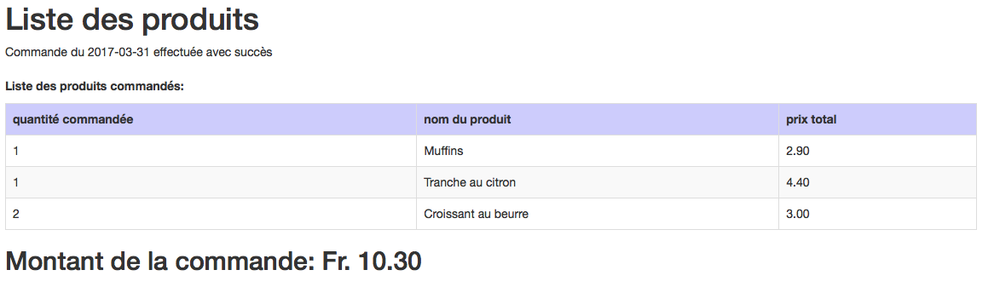 Liste des produits
Commande du 2017-03-31 effectuée avec succès
Liste des produits commandés:
quantité commandée nom du produit prix total
1 Muffins 2.90
1 Tranche au citron 4.40
2 Croissant au beurre 3.00
Montant de la commande: Fr. 10.30